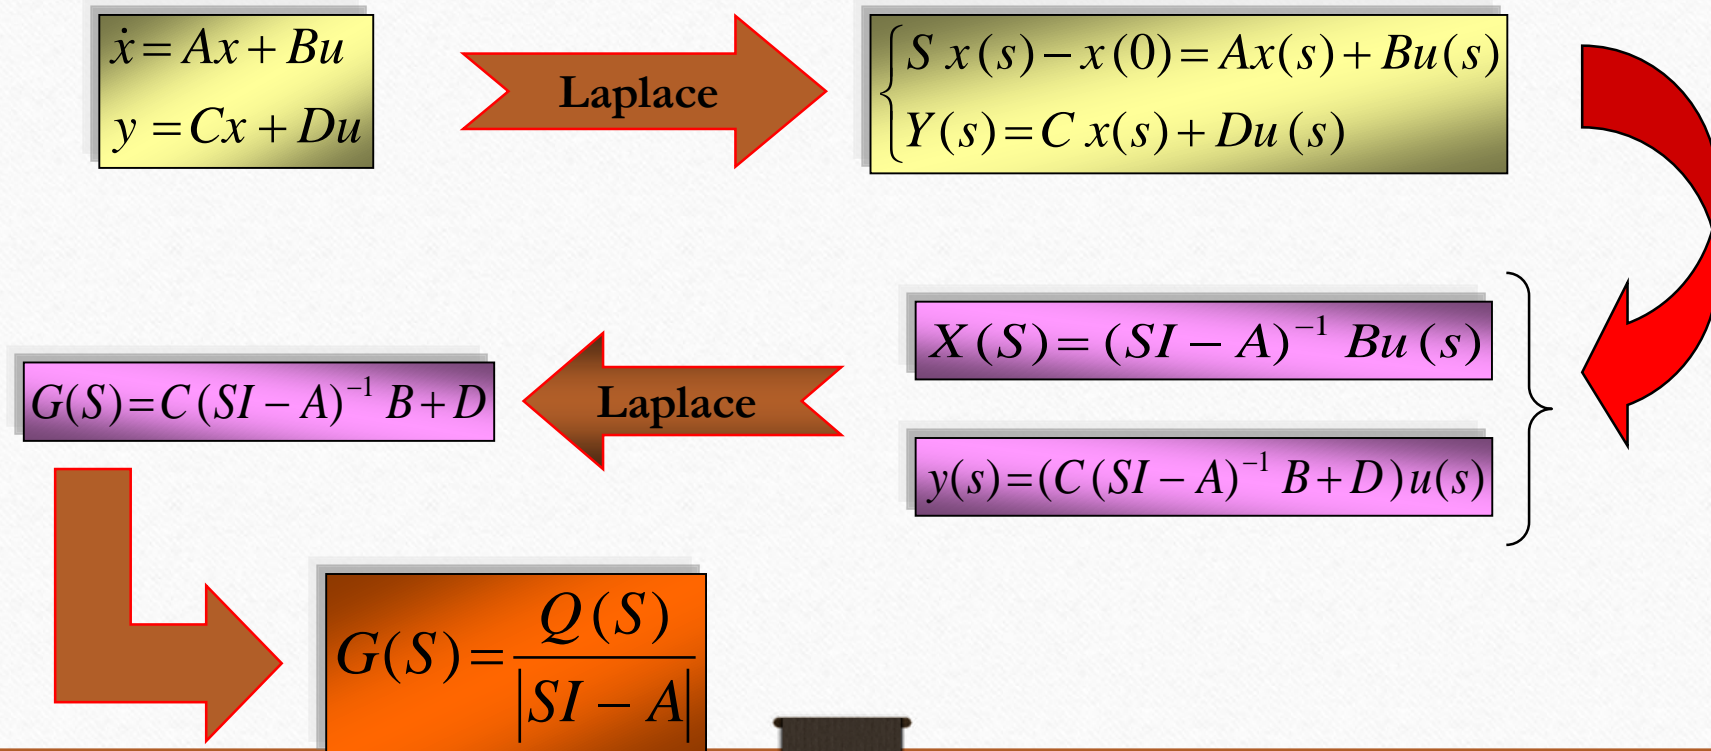 ẋ = Ax + Bu
y = Cx + Du
Laplace
S x(s) − x(0) = Ax(s) + Bu(s)
Y(s) = C x(s) + Du(s)
X(S) = (SI − A)⁻¹ Bu(s)
y(s) = (C(SI − A)⁻¹ B + D)u(s)
Laplace
G(S) = C(SI − A)⁻¹ B + D
G(S) = Q(S) / |SI − A|